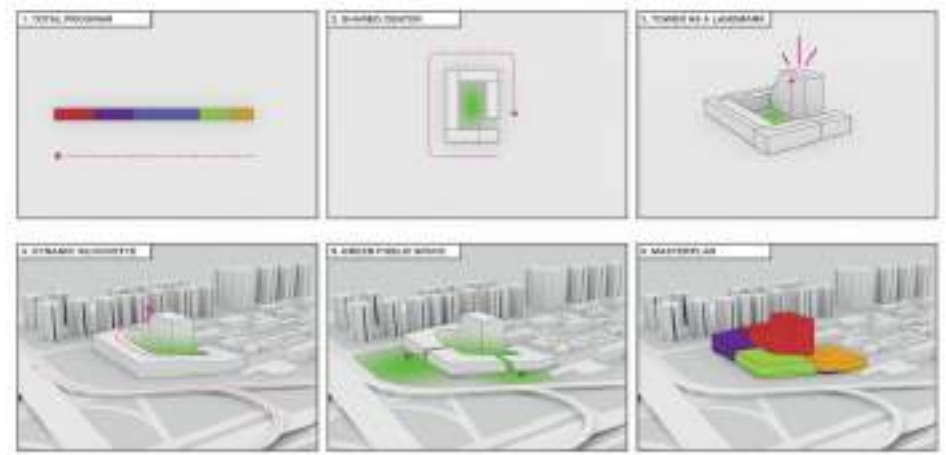 1. TOTAL PROGRAM
2. SHARED CENTER
3. TOWER AS A LANDMARK
4. DYNAMIC SILHOUETTE
5. GREEN PUBLIC SPACE
6. MASTERPLAN